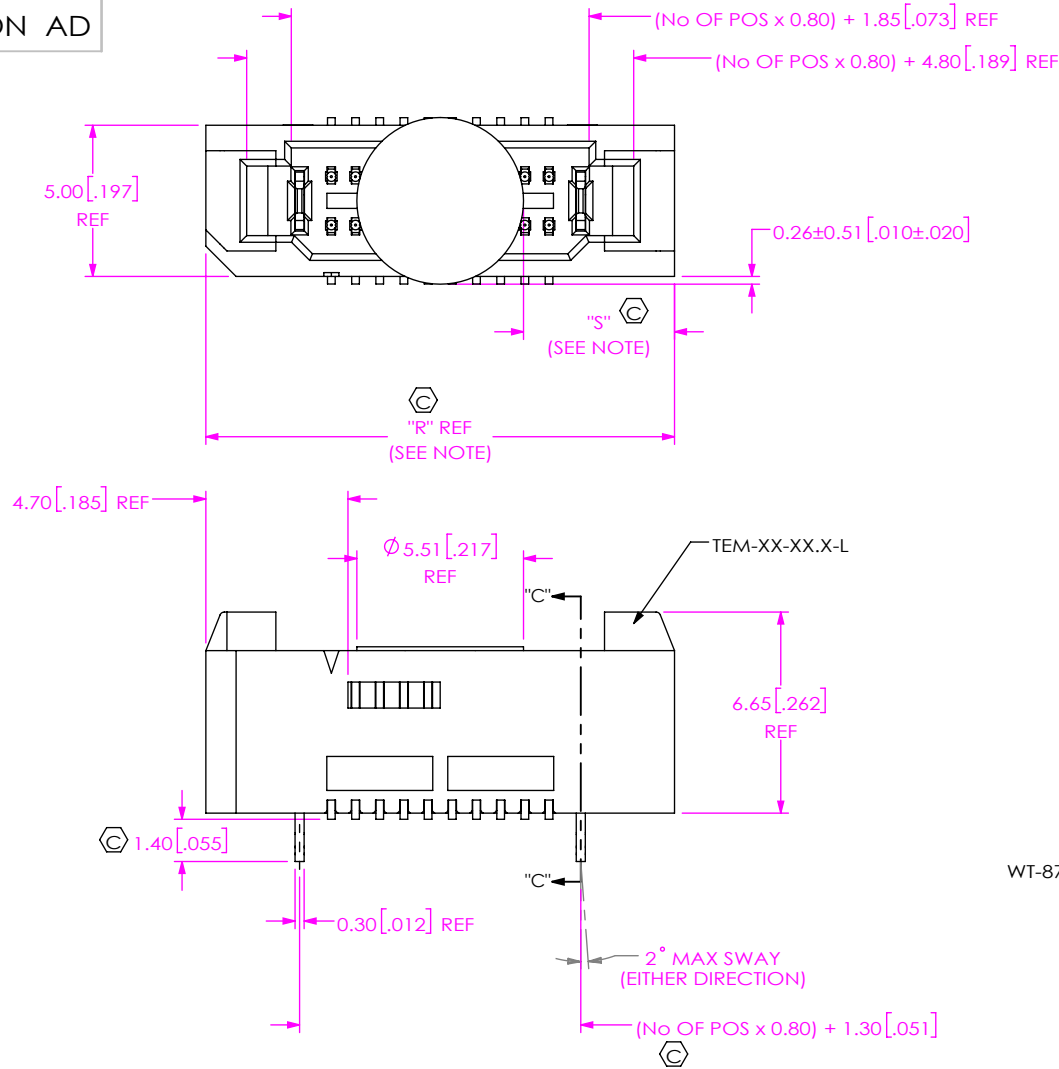 ON AD
(No OF POS x 0.80) + 1.85[.073] REF
(No OF POS x 0.80) + 4.80[.189] REF
5.00[.197]
REF
0.26±0.51[.010±.020]
"S" C
(SEE NOTE)
C
"R" REF
(SEE NOTE)
4.70[.185] REF
Ø5.51[.217]
REF
TEM-XX-XX.X-L
"C"
6.65[.262]
REF
C 1.40[.055]
"C"
WT-87
0.30[.012] REF
2° MAX SWAY
(EITHER DIRECTION)
(No OF POS x 0.80) + 1.30[.051]
C